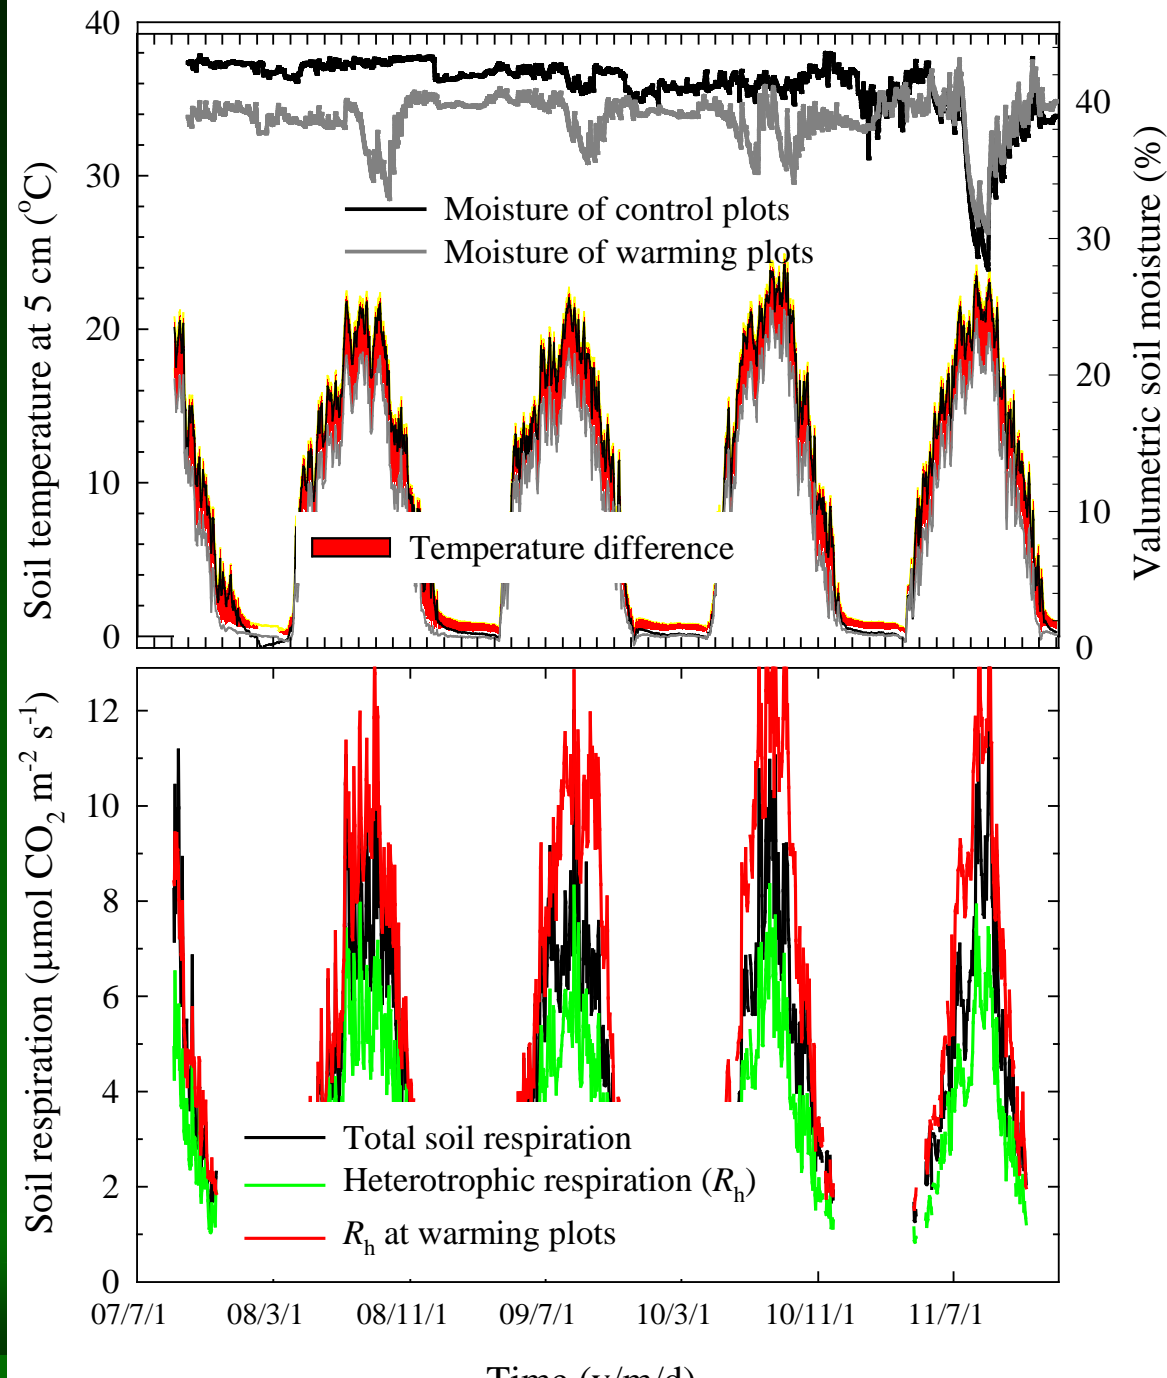 40
30
20
10
0
Soil temperature at 5 cm (°C)
Moisture of control plots
Moisture of warming plots
Temperature difference
40
30
20
10
0
Valumetric soil moisture (%)
12
10
8
6
4
2
0
Soil respiration (μmol CO₂ m⁻² s⁻¹)
Total soil respiration
Heterotrophic respiration (Rₕ)
Rₕ at warming plots
07/7/1 08/3/1 08/11/1 09/7/1 10/3/1 10/11/1 11/7/1
Time (y/m/d)